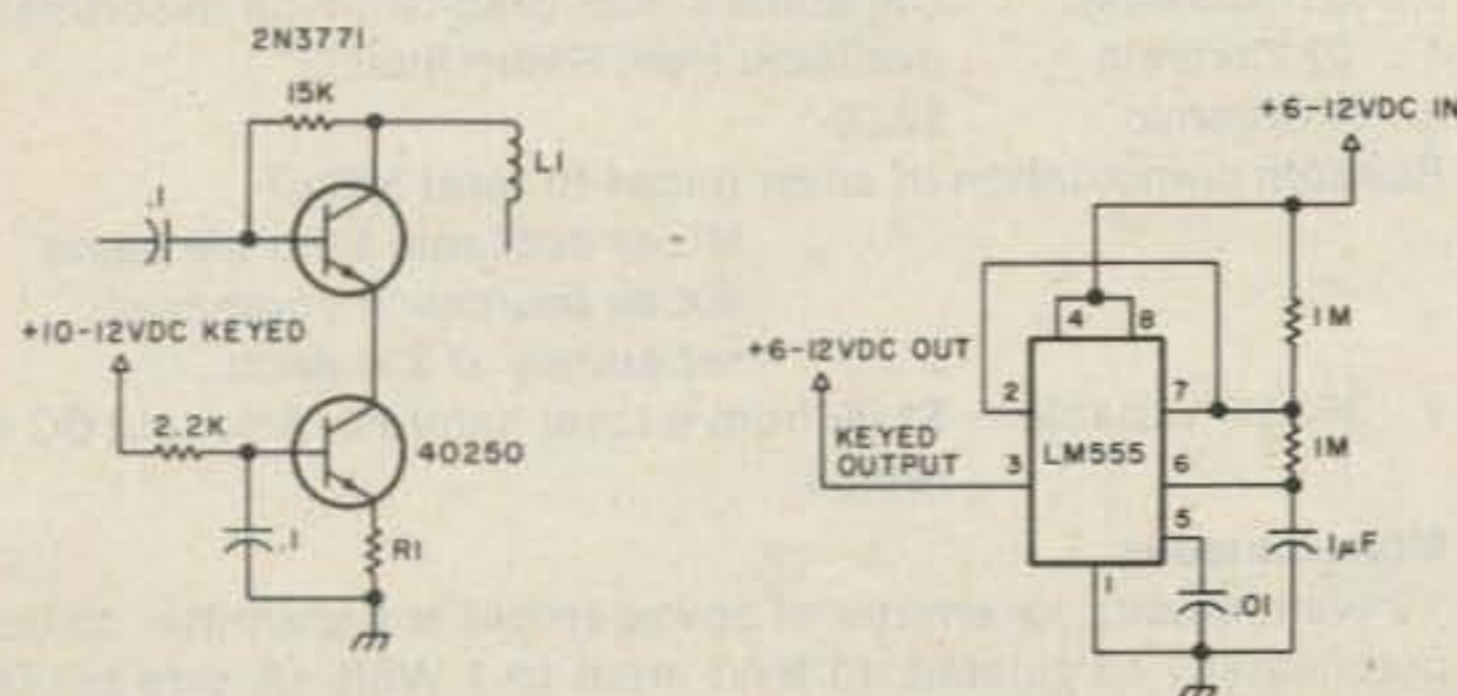 2N3771
15K
L1
.1
+10-12VDC KEYED
2.2K
40250
.1
R1
+6-12VDC IN
1M
4
8
+6-12VDC OUT
2
7
KEYED
OUTPUT
3
LM555
6
1M
5
1µF
1
.01